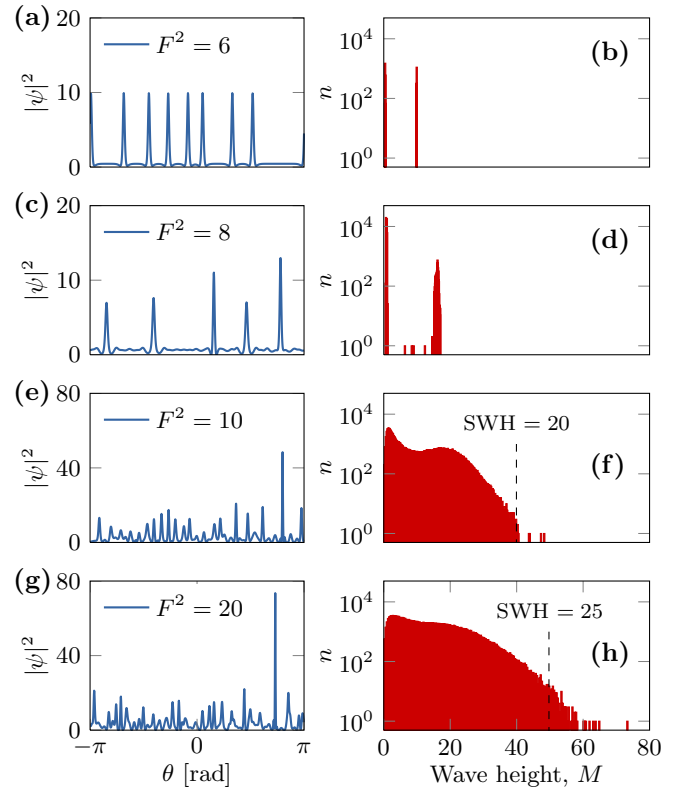 (a)
20
10
0
|ψ|²
F² = 6
(b)
10⁴
10²
10⁰
n
(c)
20
10
0
|ψ|²
F² = 8
(d)
10⁴
10²
10⁰
n
(e)
80
40
0
|ψ|²
F² = 10
SWH = 20
(f)
10⁴
10²
10⁰
n
(g)
80
40
0
|ψ|²
F² = 20
−π 0 π
θ [rad]
SWH = 25
(h)
10⁴
10²
10⁰
n
0 20 40 60 80
Wave height, M